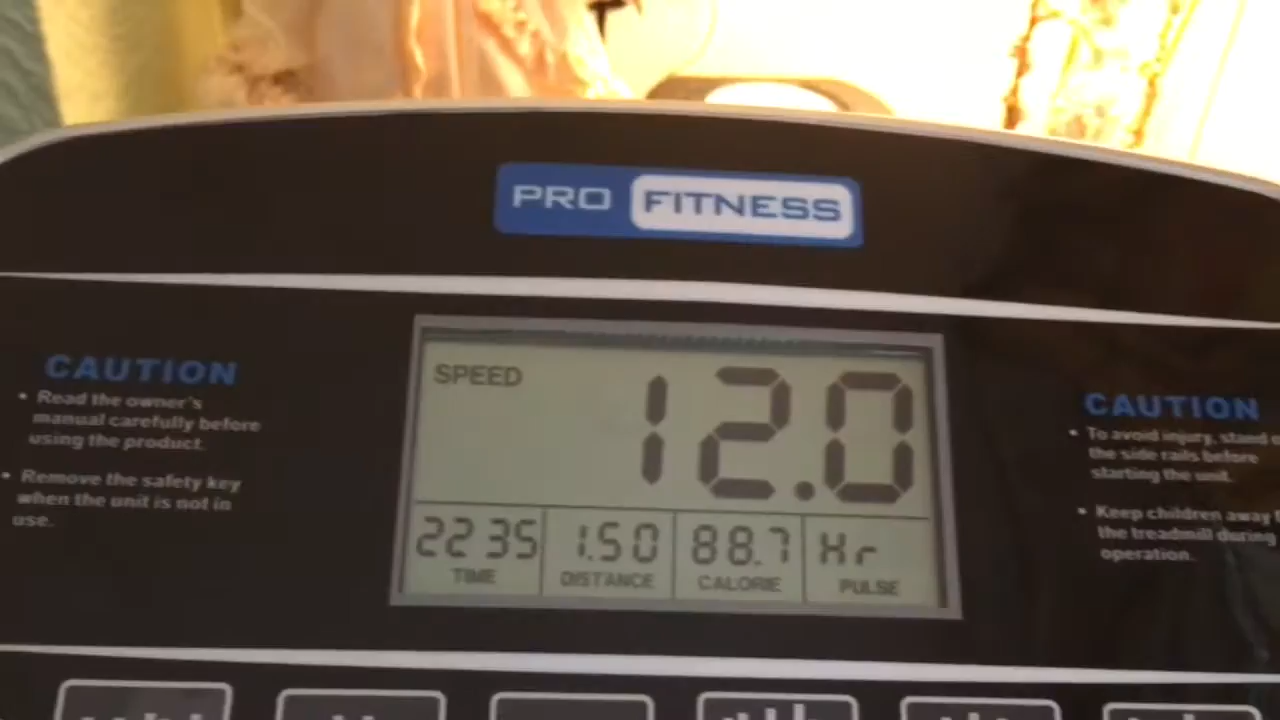 PRO FITNESS
CAUTION
• Read the owner's
manual carefully before
using the product.
• Remove the safety key
when the unit is not in
use.
SPEED
12.0
22 35
TIME
1.50
DISTANCE
88.7
CALORIE
Hr
PULSE
CAUTION
• To avoid injury, stand
the side rails before
starting the unit.
• Keep children away
the treadmill during
operation.